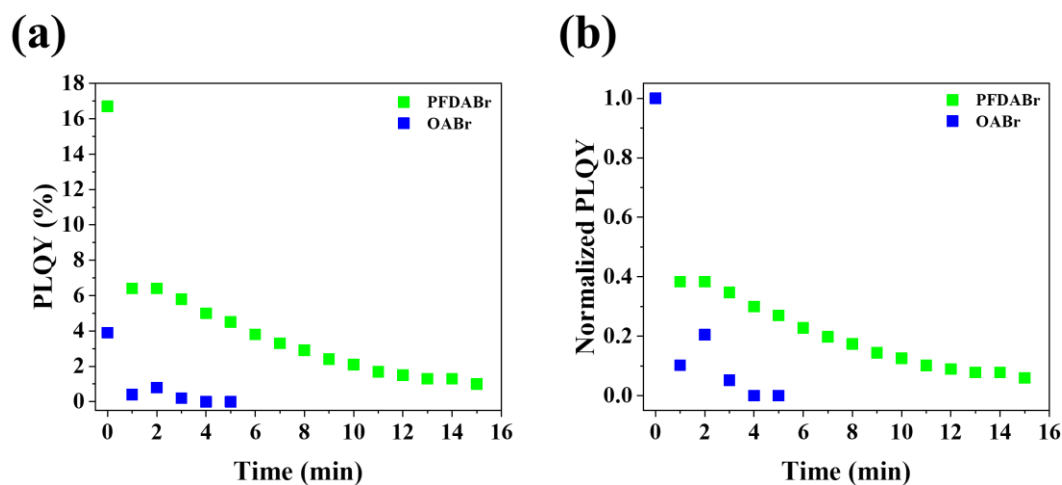 (a)
PLQY (%)
18
16
14
12
10
8
6
4
2
0
PFDABr
OABr
0 2 4 6 8 10 12 14 16
Time (min)
(b)
Normalized PLQY
1.0
0.8
0.6
0.4
0.2
0.0
PFDABr
OABr
0 2 4 6 8 10 12 14 16
Time (min)